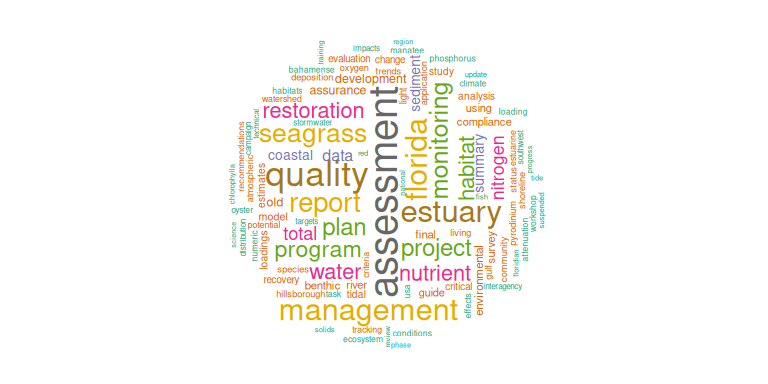 region
impacts
manatee
training
evaluation
change
phosphorus
oxygen
bahamense
trends
sediment
study
deposition
development
update
climate
habitats
assurance
light
application
analysis
watershed
restoration
monitoring
using
loading
technical
stormwater
compliance
campaign
seagrass
florida
recommendations
coastal
data
red
assessment
habitat
summary
nitrogen
estuarine
southwest
progress
chlorophylla
atmospheric
estimates
quality
national
status
tide
old
report
fish
shoreline
oyster
model
estuary
workshop
suspended
potential
targets
plan
pyrodinium
science
distribution
numeric
loadings
total
final
living
attenuation
program
project
survey
community
floridian
criteria
gulf
species
water
nutrient
environmental
recovery
benthic
river
critical
interagency
hillsborough
task
tidal
usa
guide
effects
management
solids
tracking
review
conditions
ecosystem
phase